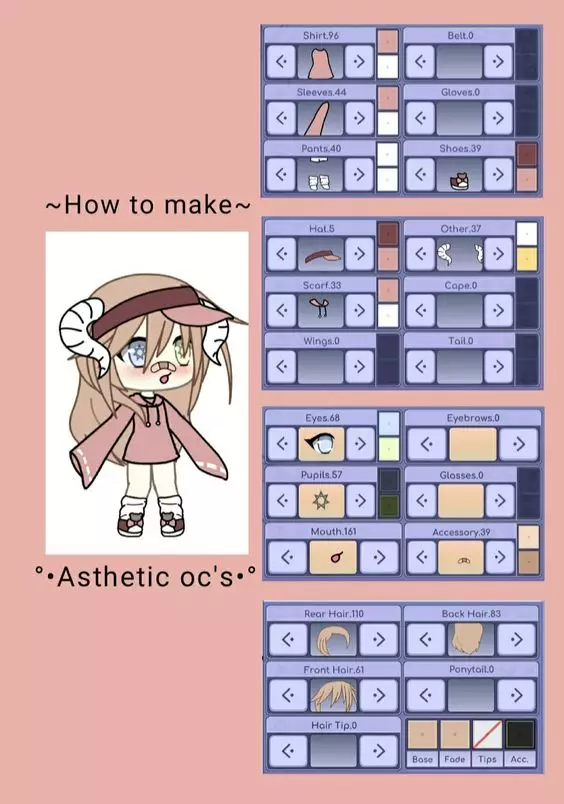 ~How to make~
°•Asthetic oc's•°
Shirt.96
Belt.0
Sleeves.44
Gloves.0
Pants.40
Shoes.39
Hat.5
Other.37
Scarf.33
Cape.0
Wings.0
Tail.0
Eyes.68
Eyebrows.0
Pupils.57
Glasses.0
Mouth.161
Accessory.39
Rear Hair.110
Back Hair.83
Front Hair.61
Ponytail.0
Hair Tip.0
Base Fade Tips Acc.